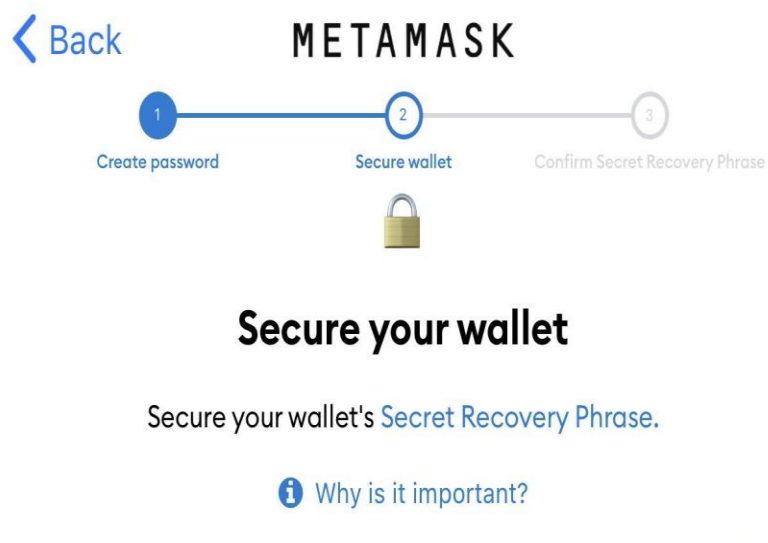 Back
METAMASK
1
2
3
Create password
Secure wallet
Confirm Secret Recovery Phrase
Secure your wallet
Secure your wallet's Secret Recovery Phrase.
Why is it important?